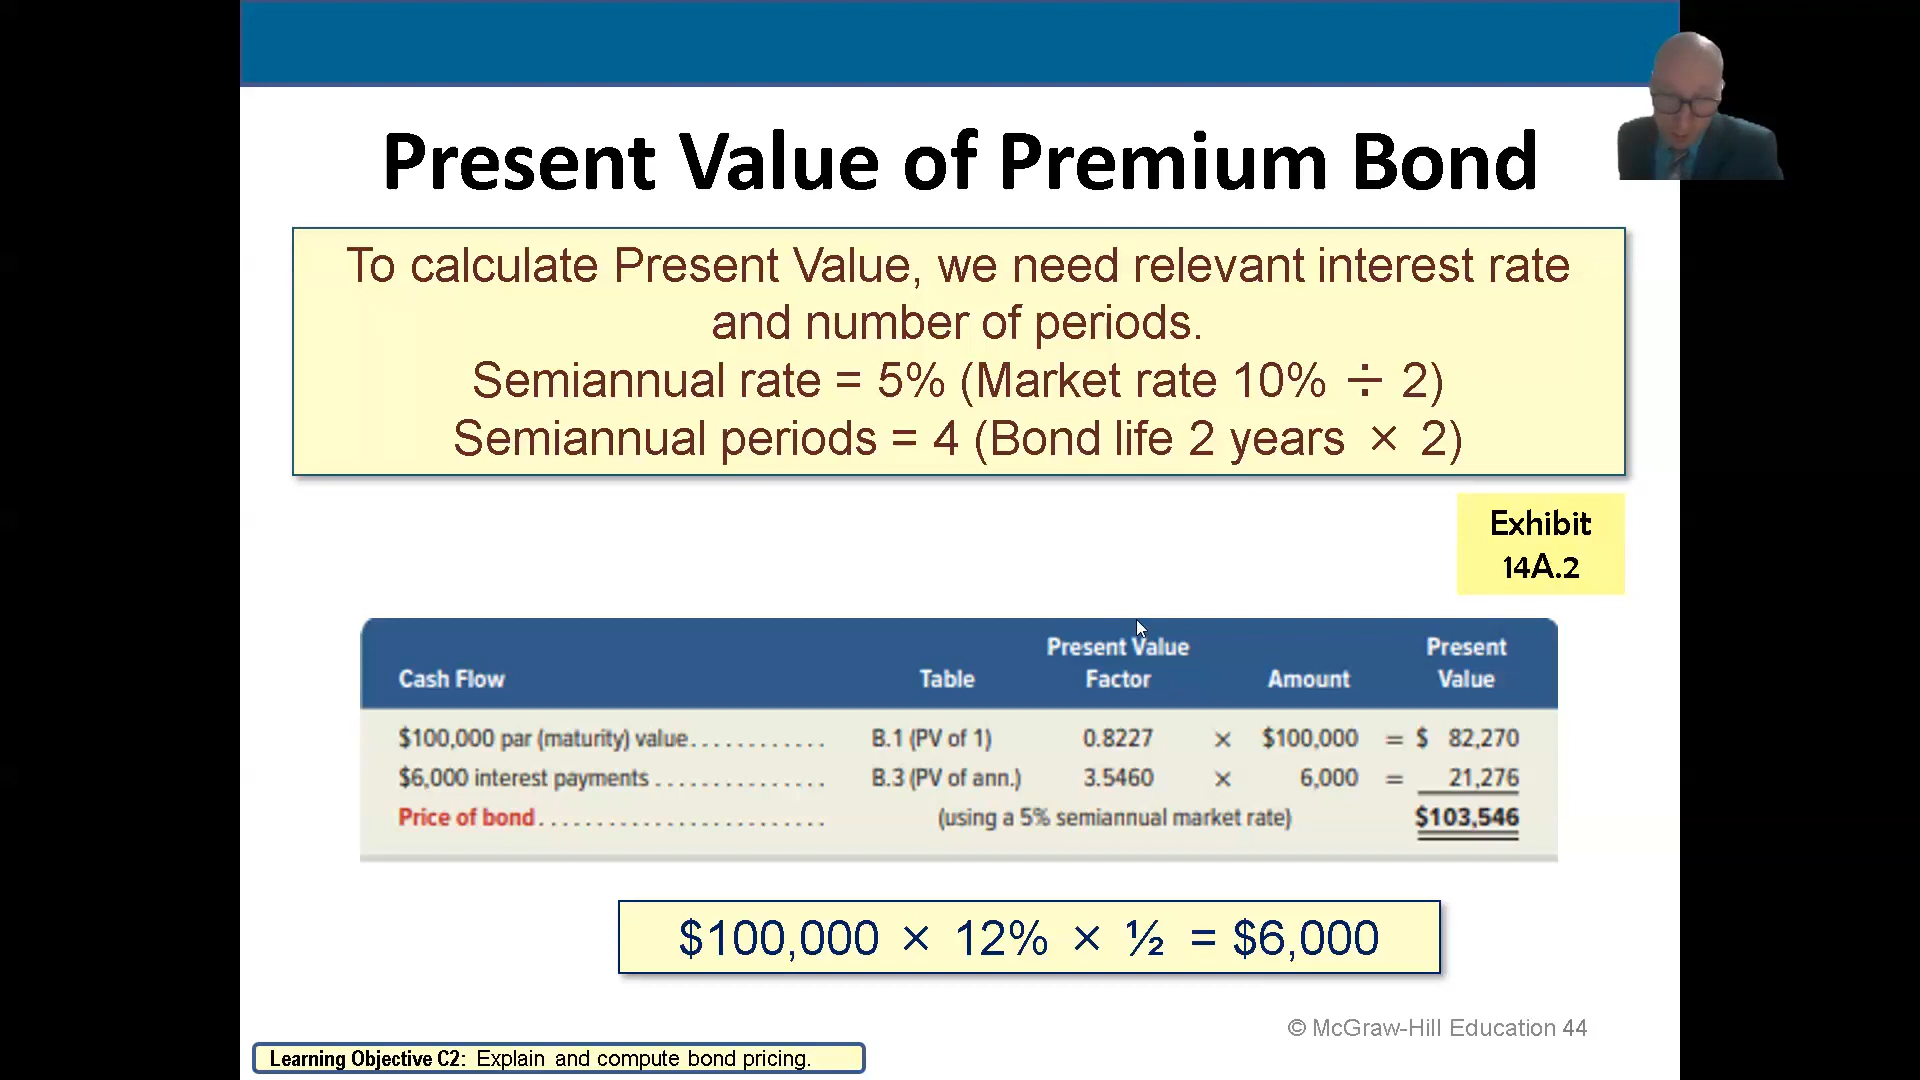 Present Value of Premium Bond
To calculate Present Value, we need relevant interest rate
and number of periods.
Semiannual rate = 5% (Market rate 10% ÷ 2)
Semiannual periods = 4 (Bond life 2 years × 2)
Exhibit
14A.2
Cash Flow Table Present Value Factor Amount Present Value
$100,000 par (maturity) value............ B.1 (PV of 1) 0.8227 × $100,000 = $ 82,270
$6,000 interest payments............... B.3 (PV of ann.) 3.5460 × 6,000 = 21,276
Price of bond......................... (using a 5% semiannual market rate) $103,546
$100,000 × 12% × ½ = $6,000
© McGraw-Hill Education 44
Learning Objective C2: Explain and compute bond pricing.